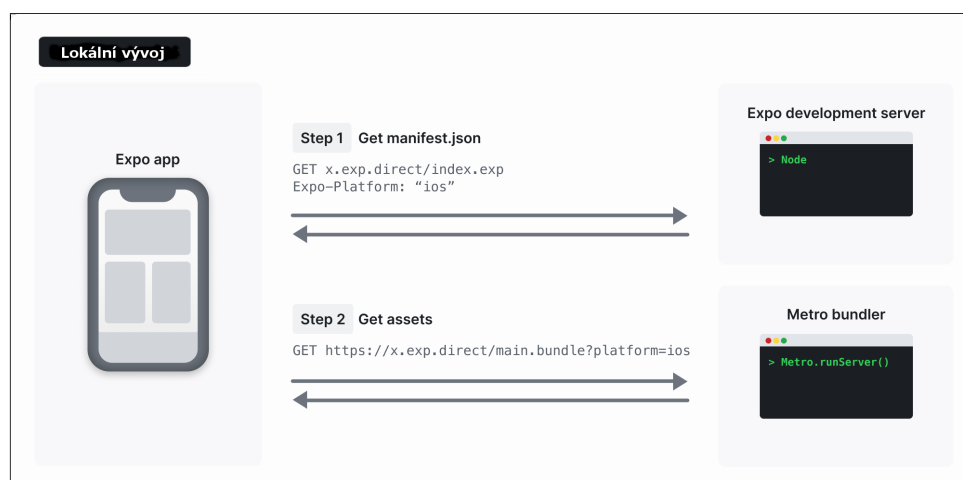 Lokální vývoj
Expo app
Step 1 Get manifest.json
GET x.exp.direct/index.exp
Expo-Platform: “ios”
Expo development server
> Node
Step 2 Get assets
GET https://x.exp.direct/main.bundle?platform=ios
Metro bundler
> Metro.runServer()